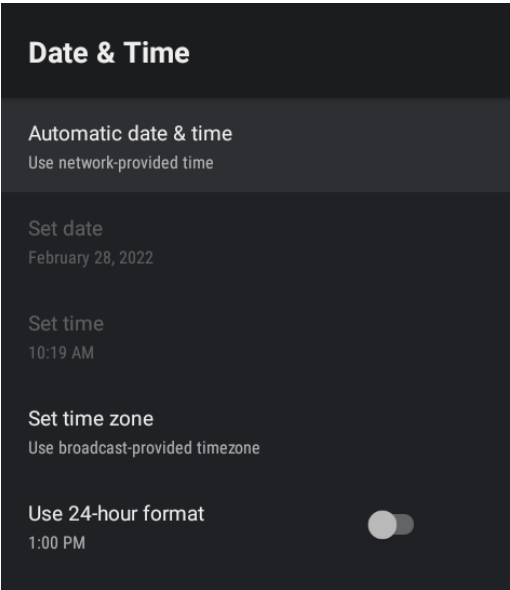 Date & Time
Automatic date & time
Use network-provided time
Set date
February 28, 2022
Set time
10:19 AM
Set time zone
Use broadcast-provided timezone
Use 24-hour format
1:00 PM